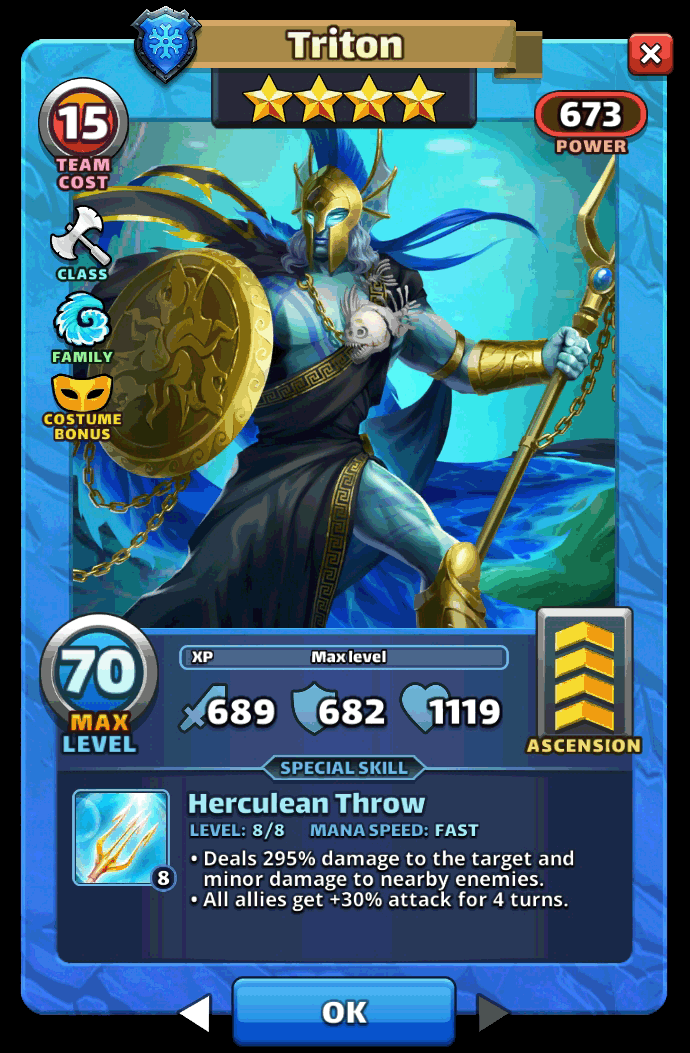 Triton
15
TEAM
COST
673
POWER
CLASS
FAMILY
COSTUME
BONUS
70
MAX
LEVEL
XP Max level
689 682 1119
ASCENSION
SPECIAL SKILL
Herculean Throw
LEVEL: 8/8 MANA SPEED: FAST
8
• Deals 295% damage to the target and
minor damage to nearby enemies.
• All allies get +30% attack for 4 turns.
OK